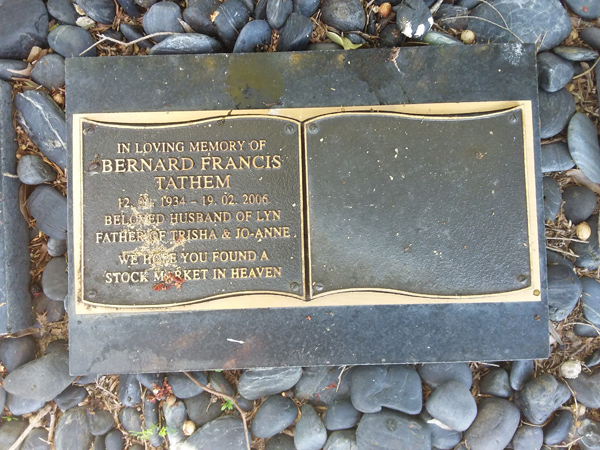 IN LOVING MEMORY OF
BERNARD FRANCIS
TATHEM
1934 – 19. 02. 2006
BELOVED HUSBAND OF LYN
FATHER OF TRISHA & JO-ANNE
WE HOPE YOU FOUND A
STOCK MARKET IN HEAVEN